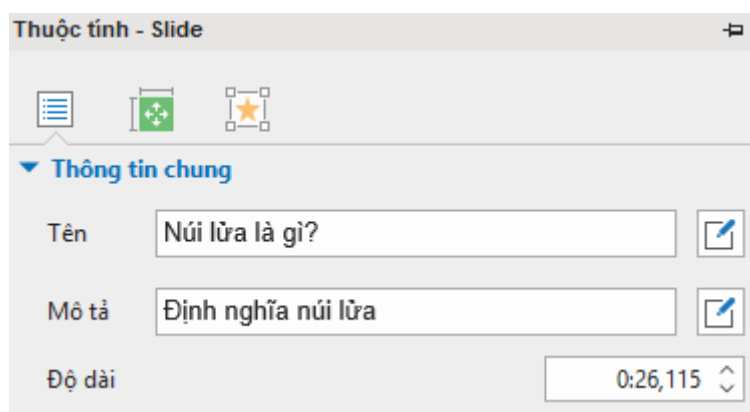 Thuộc tính - Slide
Thông tin chung
Tên Núi lửa là gì?
Mô tả Định nghĩa núi lửa
Độ dài 0:26,115